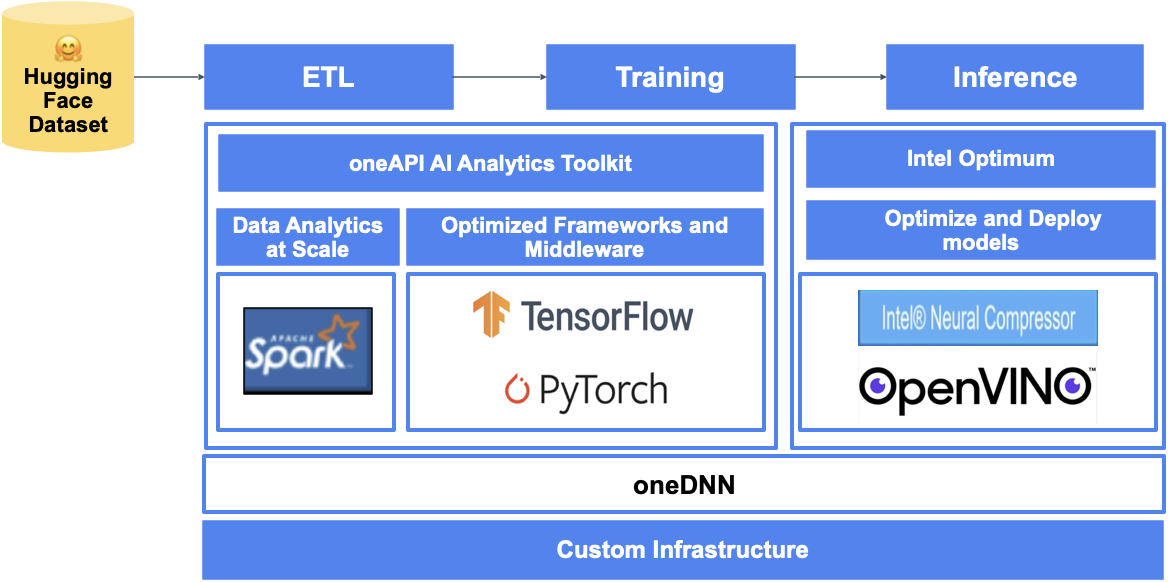 Hugging
Face
Dataset
ETL
Training
Inference
oneAPI AI Analytics Toolkit
Intel Optimum
Data Analytics
at Scale
Optimized Frameworks and
Middleware
Optimize and Deploy
models
APACHE
Spark™
TensorFlow
PyTorch
Intel® Neural Compressor
OpenVINO™
oneDNN
Custom Infrastructure